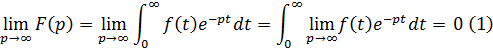 lim_{p→∞} F(p) = lim_{p→∞} ∫_0^∞ f(t)e^{−pt} dt = ∫_0^∞ lim_{p→∞} f(t)e^{−pt} dt = 0 (1)